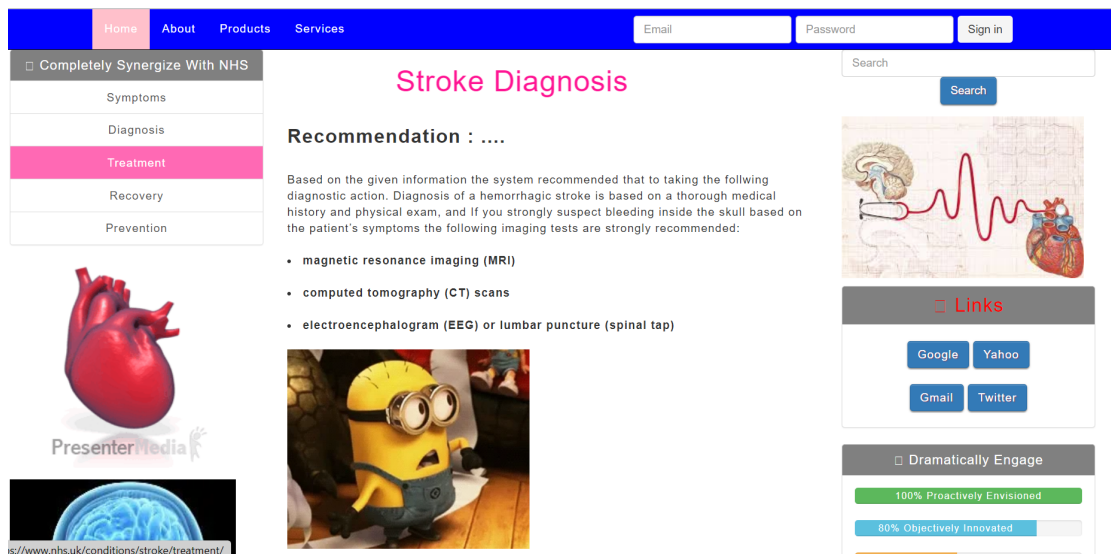 Home About Products Services Email Password Sign in
Completely Synergize With NHS
Symptoms
Diagnosis
Treatment
Recovery
Prevention
PresenterMedia
Stroke Diagnosis
Recommendation : ....
Based on the given information the system recommended that to taking the follwing
diagnostic action. Diagnosis of a hemorrhagic stroke is based on a thorough medical
history and physical exam, and If you strongly suspect bleeding inside the skull based on
the patient's symptoms the following imaging tests are strongly recommended:
• magnetic resonance imaging (MRI)
• computed tomography (CT) scans
• electroencephalogram (EEG) or lumbar puncture (spinal tap)
Search
Search
Links
Google Yahoo
Gmail Twitter
Dramatically Engage
100% Proactively Envisioned
80% Objectively Innovated
s://www.nhs.uk/conditions/stroke/treatment/